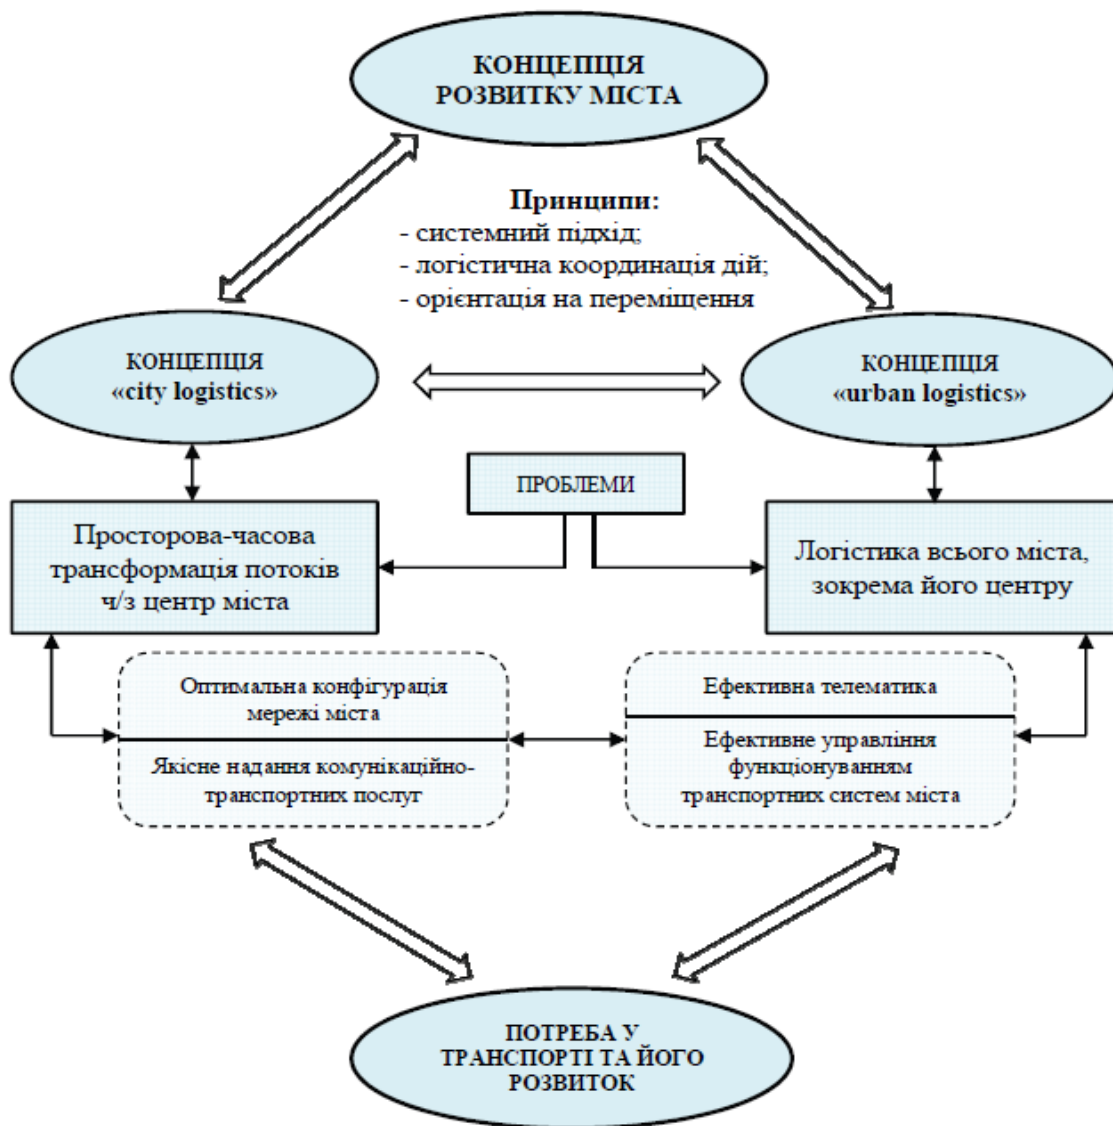 КОНЦЕПЦІЯ
РОЗВИТКУ МІСТА
Принципи:
- системний підхід;
- логістична координація дій;
- орієнтація на переміщення
КОНЦЕПЦІЯ
«city logistics»
КОНЦЕПЦІЯ
«urban logistics»
ПРОБЛЕМИ
Просторова-часова
трансформація потоків
ч/з центр міста
Логістика всього міста,
зокрема його центру
Оптимальна конфігурація
мережі міста
Якісне надання комунікаційно-
транспортних послуг
Ефективна телематика
Ефективне управління
функціонуванням
транспортних систем міста
ПОТРЕБА У
ТРАНСПОРТІ ТА ЙОГО
РОЗВИТОК